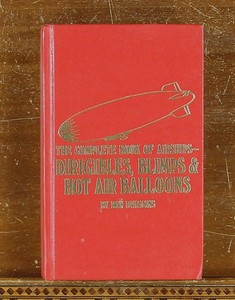 THE COMPLETE BOOK OF AIRSHIPS—
DIRIGIBLES, BLIMPS &
HOT AIR BALLOONS
BY